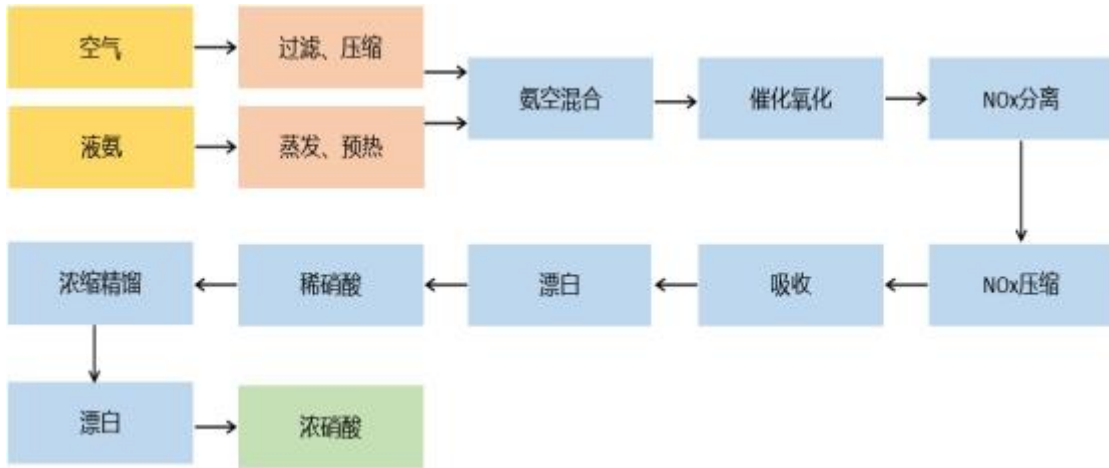 空气
过滤、压缩
液氨
蒸发、预热
氨空混合
催化氧化
NOx分离
NOx压缩
吸收
漂白
稀硝酸
浓缩精馏
漂白
浓硝酸